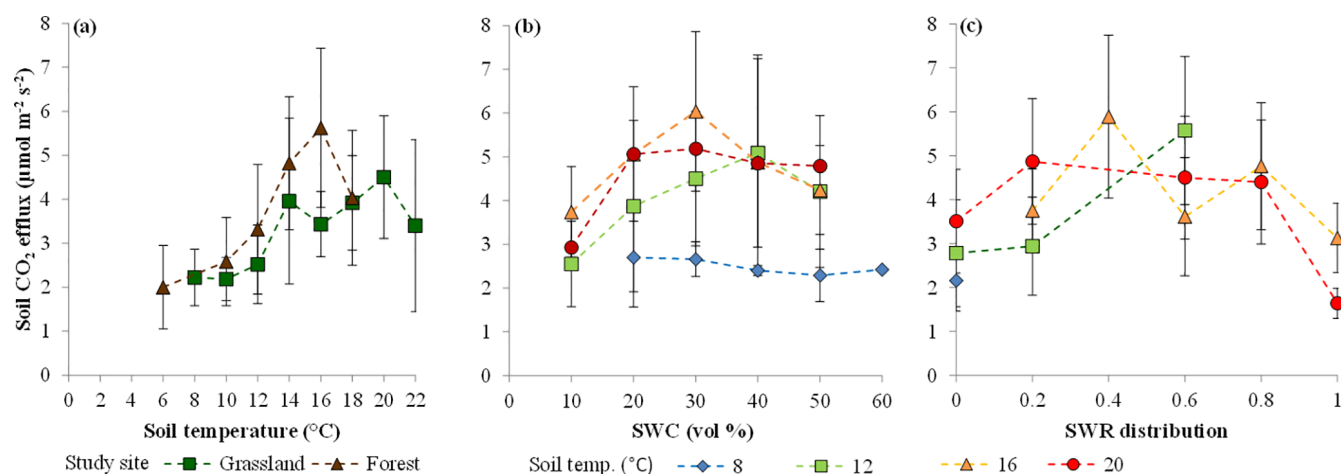 (a)
(b)
(c)
Soil CO₂ efflux (µmol m⁻² s⁻²)
8
7
6
5
4
3
2
1
0
0 2 4 6 8 10 12 14 16 18 20 22
Soil temperature (°C)
8
7
6
5
4
3
2
1
0
10 20 30 40 50 60
SWC (vol %)
8
7
6
5
4
3
2
1
0
0 0.2 0.4 0.6 0.8 1
SWR distribution
Study site Grassland Forest
Soil temp. (°C) 8 12 16 20